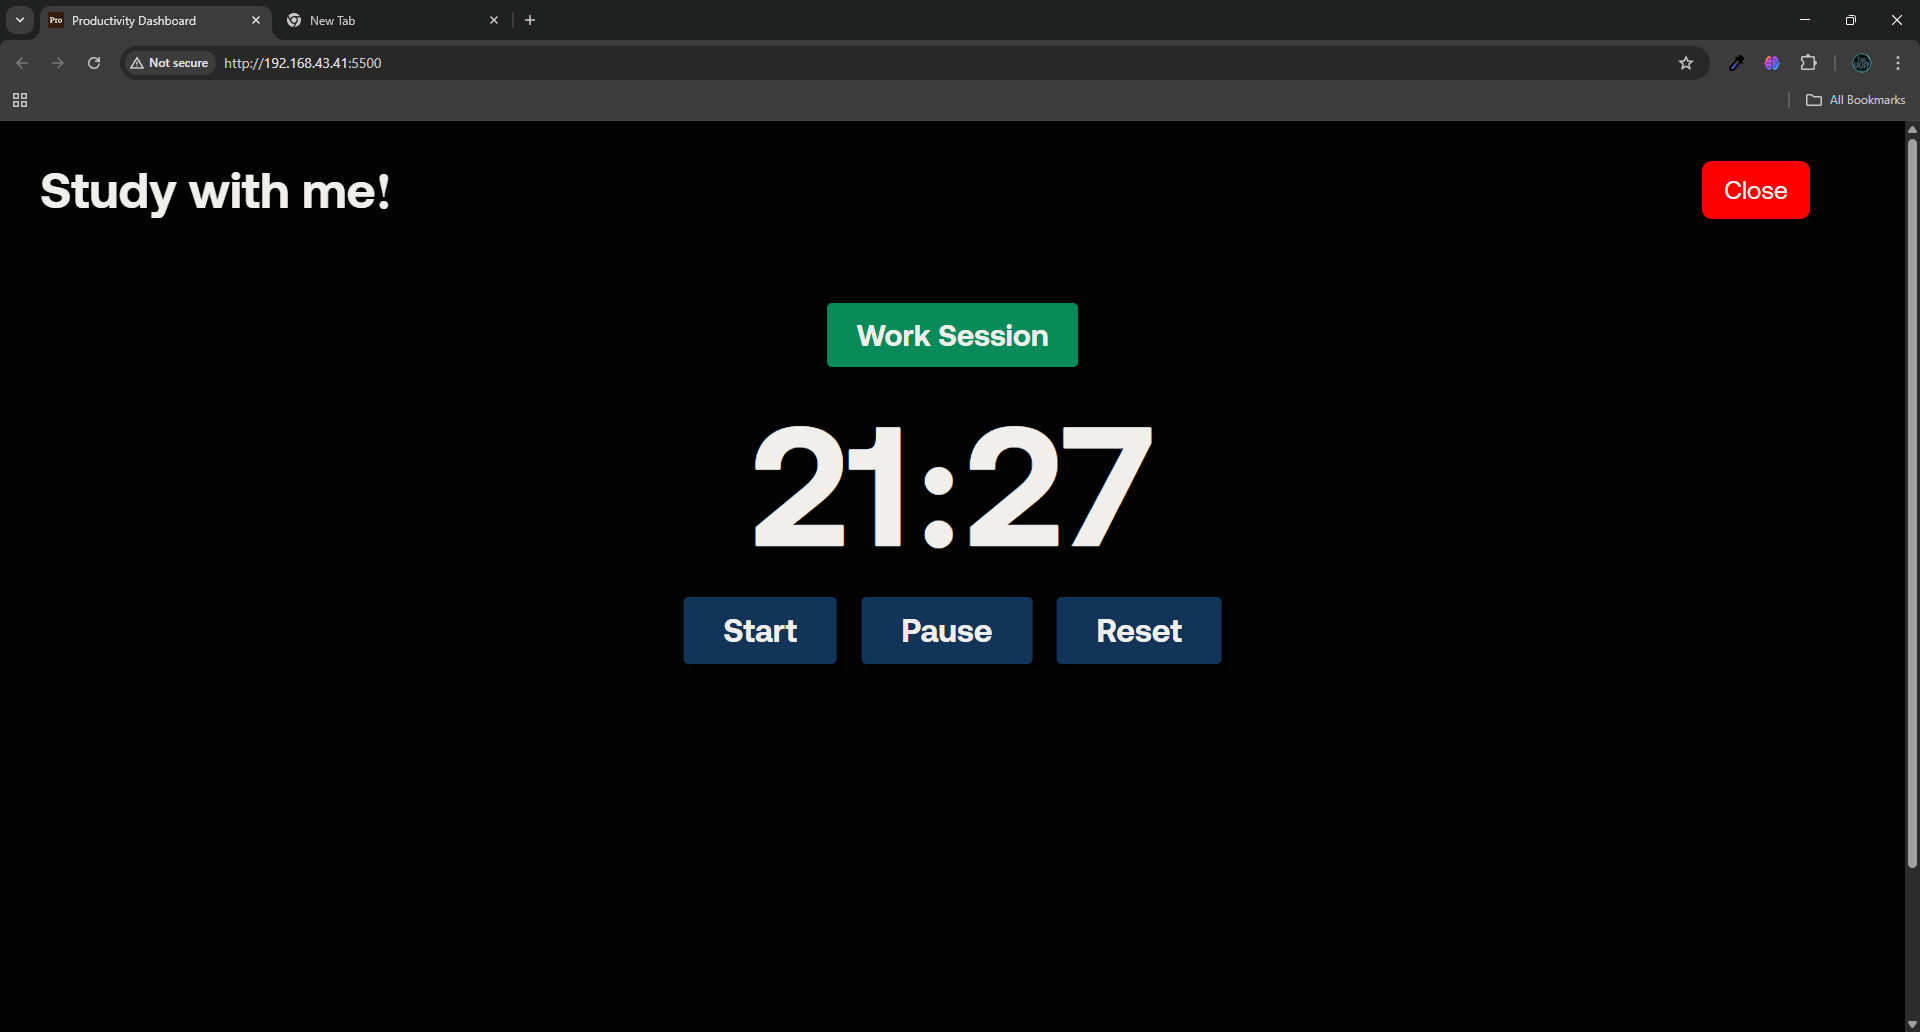 Pro Productivity Dashboard New Tab
Not secure http://192.168.43.41:5500
All Bookmarks
Study with me!
Close
Work Session
21:27
Start Pause Reset